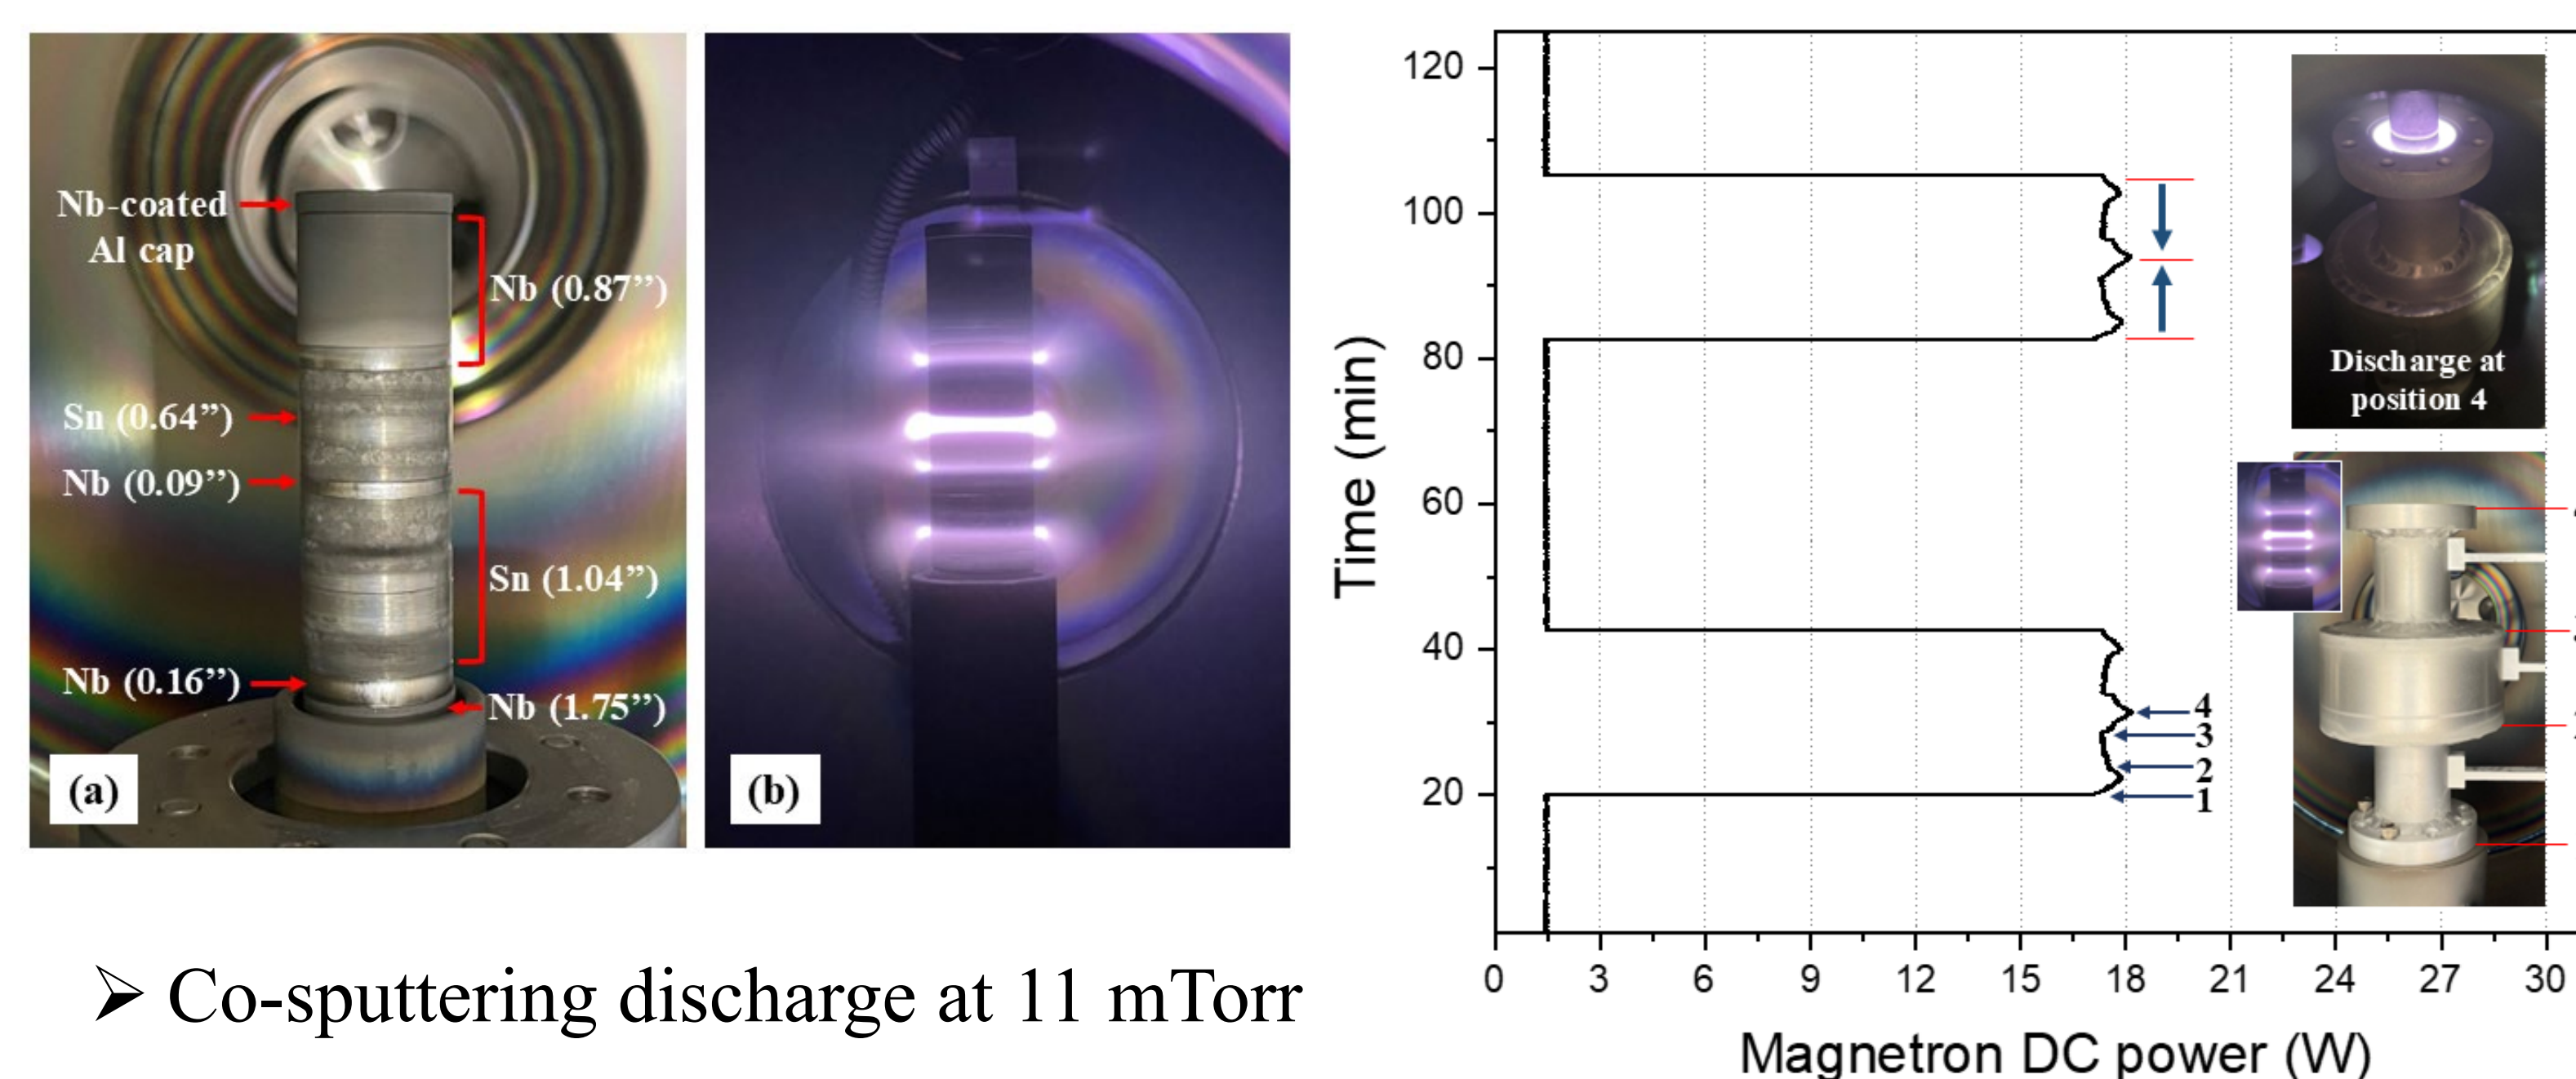 Nb-coated
Al cap
Nb (0.87”)
Sn (0.64”)
Nb (0.09”)
Sn (1.04”)
Nb (0.16”)
Nb (1.75”)
(a)
(b)
➢ Co-sputtering discharge at 11 mTorr
Time (min)
120
100
80
60
40
20
4
3
2
1
Discharge at
position 4
0 3 6 9 12 15 18 21 24 27 30
Magnetron DC power (W)